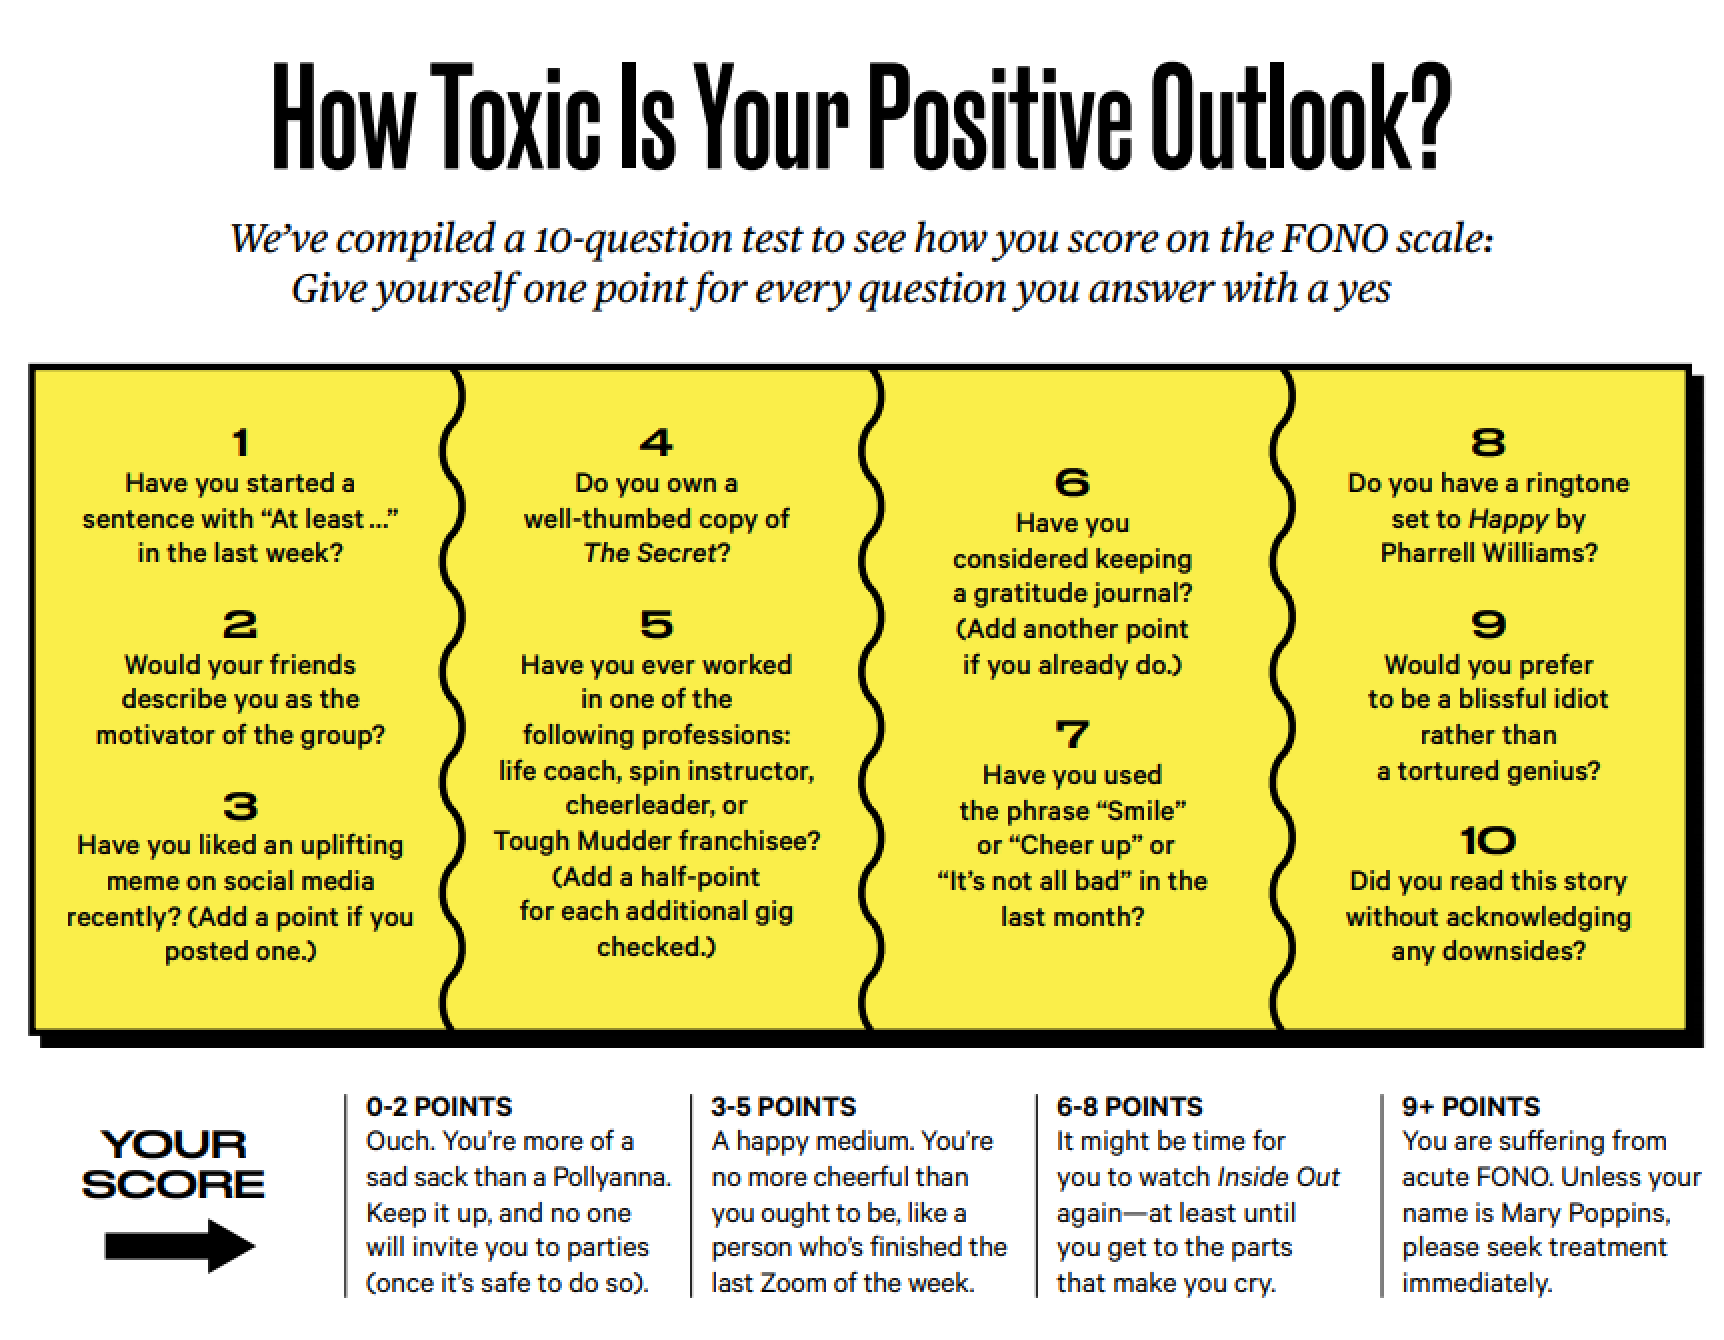 How Toxic Is Your Positive Outlook?
We’ve compiled a 10-question test to see how you score on the FONO scale:
Give yourself one point for every question you answer with a yes
1
Have you started a
sentence with “At least ...”
in the last week?
2
Would your friends
describe you as the
motivator of the group?
3
Have you liked an uplifting
meme on social media
recently? (Add a point if you
posted one.)
4
Do you own a
well-thumbed copy of
The Secret?
5
Have you ever worked
in one of the
following professions:
life coach, spin instructor,
cheerleader, or
Tough Mudder franchisee?
(Add a half-point
for each additional gig
checked.)
6
Have you
considered keeping
a gratitude journal?
(Add another point
if you already do.)
7
Have you used
the phrase “Smile”
or “Cheer up” or
“It’s not all bad” in the
last month?
8
Do you have a ringtone
set to Happy by
Pharrell Williams?
9
Would you prefer
to be a blissful idiot
rather than
a tortured genius?
10
Did you read this story
without acknowledging
any downsides?
YOUR
SCORE
0-2 POINTS
Ouch. You’re more of a
sad sack than a Pollyanna.
Keep it up, and no one
will invite you to parties
(once it’s safe to do so).
3-5 POINTS
A happy medium. You’re
no more cheerful than
you ought to be, like a
person who’s finished the
last Zoom of the week.
6-8 POINTS
It might be time for
you to watch Inside Out
again—at least until
you get to the parts
that make you cry.
9+ POINTS
You are suffering from
acute FONO. Unless your
name is Mary Poppins,
please seek treatment
immediately.